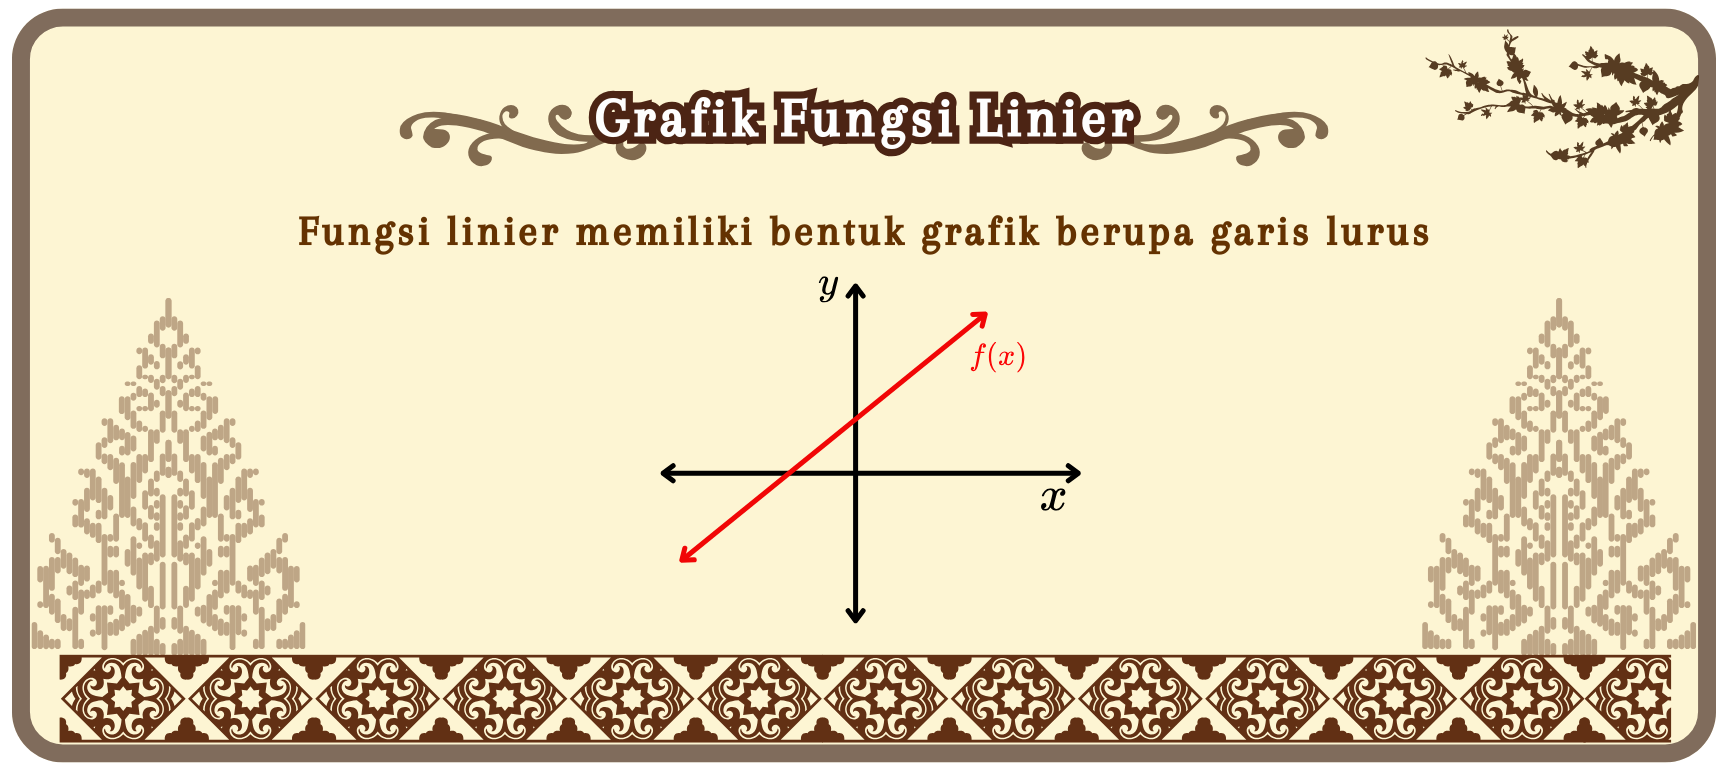 Grafik Fungsi Linier
Fungsi linier memiliki bentuk grafik berupa garis lurus
y
f(x)
x